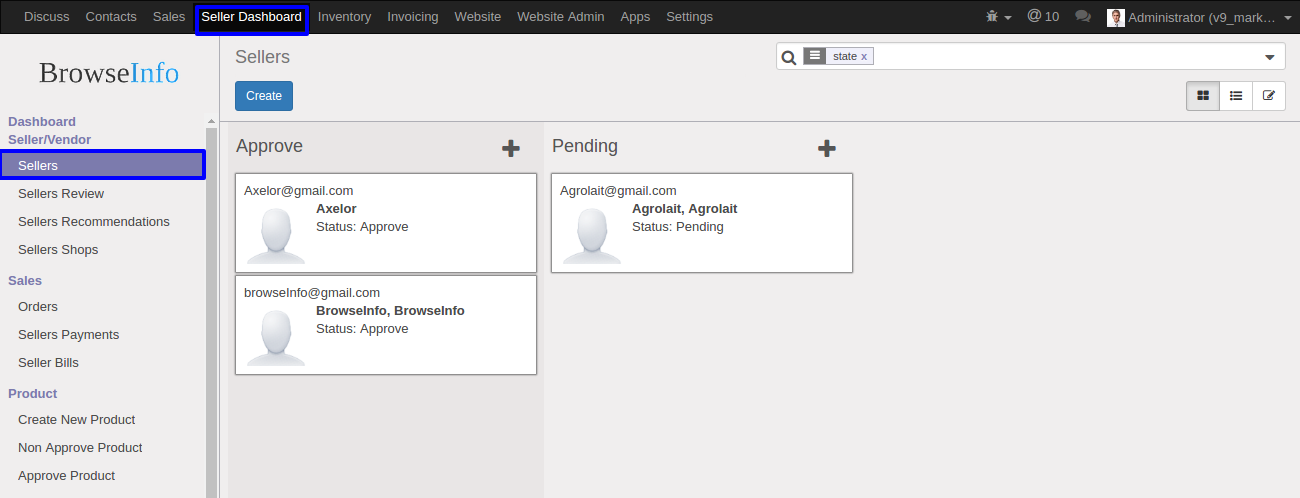 Discuss Contacts Sales Seller Dashboard Inventory Invoicing Website Website Admin Apps Settings @ 10 Administrator (v9_mark...
BrowseInfo
Sellers
state x
Create
Dashboard
Seller/Vendor
Sellers
Sellers Review
Sellers Recommendations
Sellers Shops
Sales
Orders
Sellers Payments
Seller Bills
Product
Create New Product
Non Approve Product
Approve Product
Approve
Axelor@gmail.com
Axelor
Status: Approve
browseInfo@gmail.com
BrowseInfo, BrowseInfo
Status: Approve
Pending
Agrolait@gmail.com
Agrolait, Agrolait
Status: Pending